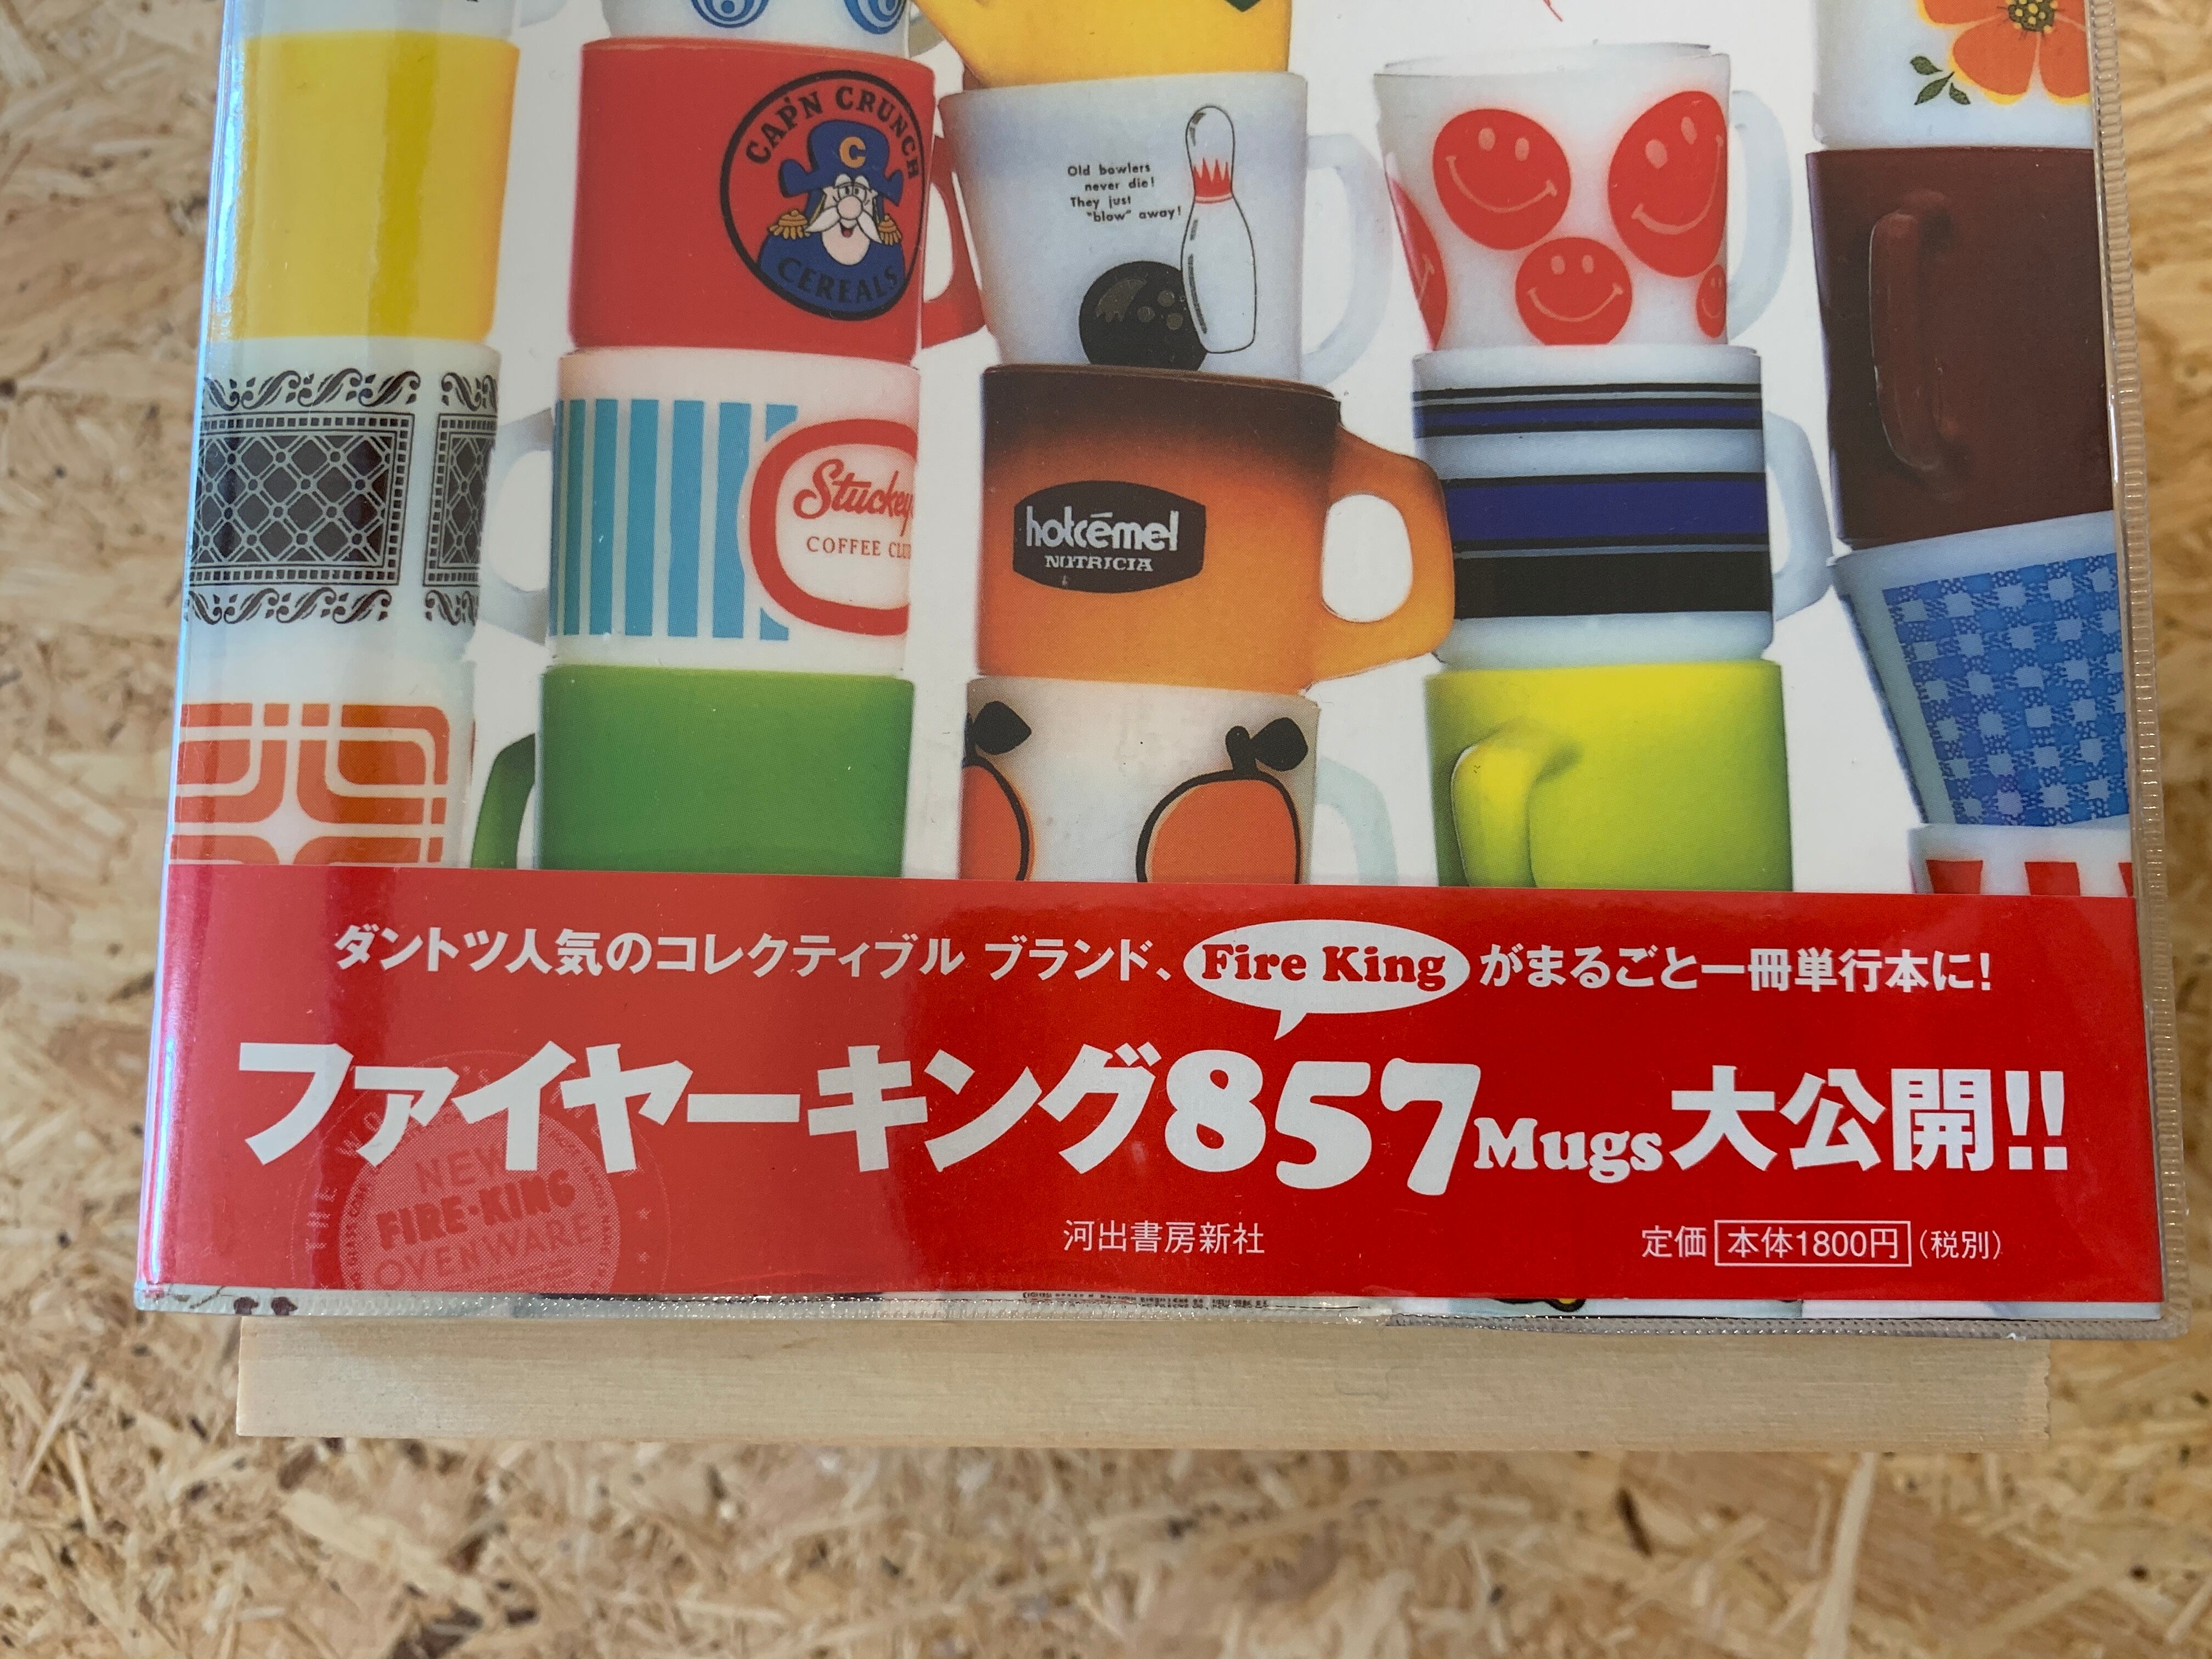 CAP'N CRUNCH
C
CEREALS
Old bowlers
never die!
They just
"blow" away!
Stuckey
COFFEE CLU
hotcémel
NUTRICIA
ダントツ人気のコレクティブル ブランド、Fire Kingがまるごと一冊単行本に!
ファイヤーキング857Mugs大公開!!
NEW
FIRE-KING
OVENWARE
河出書房新社
定価 本体1800円 (税別)